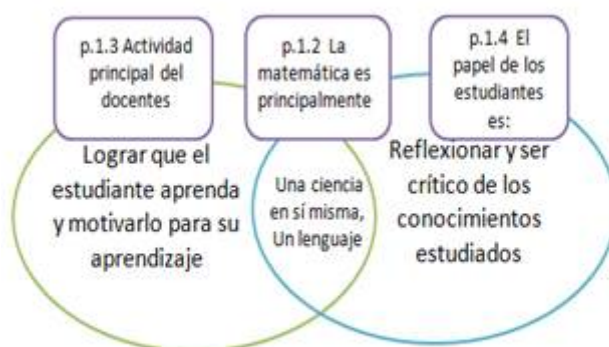 p.1.3 Actividad
principal del
docentes
p.1.2 La
matemática es
principalmente
p.1.4 El
papel de los
estudiantes
es:
Lograr que el
estudiante aprenda
y motivarlo para su
aprendizaje
Una ciencia
en sí misma,
Un lenguaje
Reflexionar y ser
crítico de los
conocimientos
estudiados